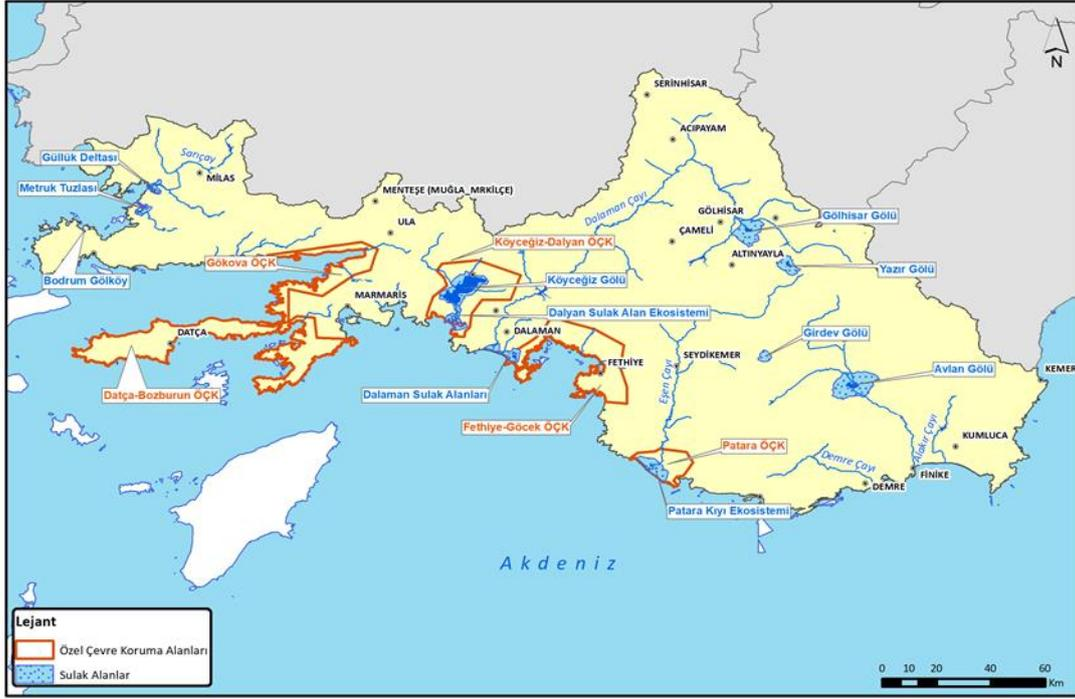 N
SERİNHİSAR
ACIPAYAM
Güllük Deltası
Sarıçay
MİLAS
Metruk Tuzlası
MENTEŞE (MUĞLA_MRKİLÇE)
ULA
Dalaman Çayı
GÖLHİSAR
Gölhisar Gölü
ÇAMELİ
Köyceğiz-Dalyan ÖÇK
Gökova ÖÇK
ALTINYAYLA
Yazır Gölü
Bodrum Gölköy
Köyceğiz Gölü
MARMARİS
Dalyan Sulak Alan Ekosistemi
DATÇA
DALAMAN
Girdev Gölü
FETHİYE
SEYDİKEMER
Eşen Çayı
Avlan Gölü
KEMER
Datça-Bozburun ÖÇK
Dalaman Sulak Alanları
Fethiye-Göcek ÖÇK
Alakır Çayı
KUMLUCA
Patara ÖÇK
Demre Çayı
FİNİKE
DEMRE
Patara Kıyı Ekosistemi
Akdeniz
Lejant
Özel Çevre Koruma Alanları
Sulak Alanlar
0 10 20 40 60
Km